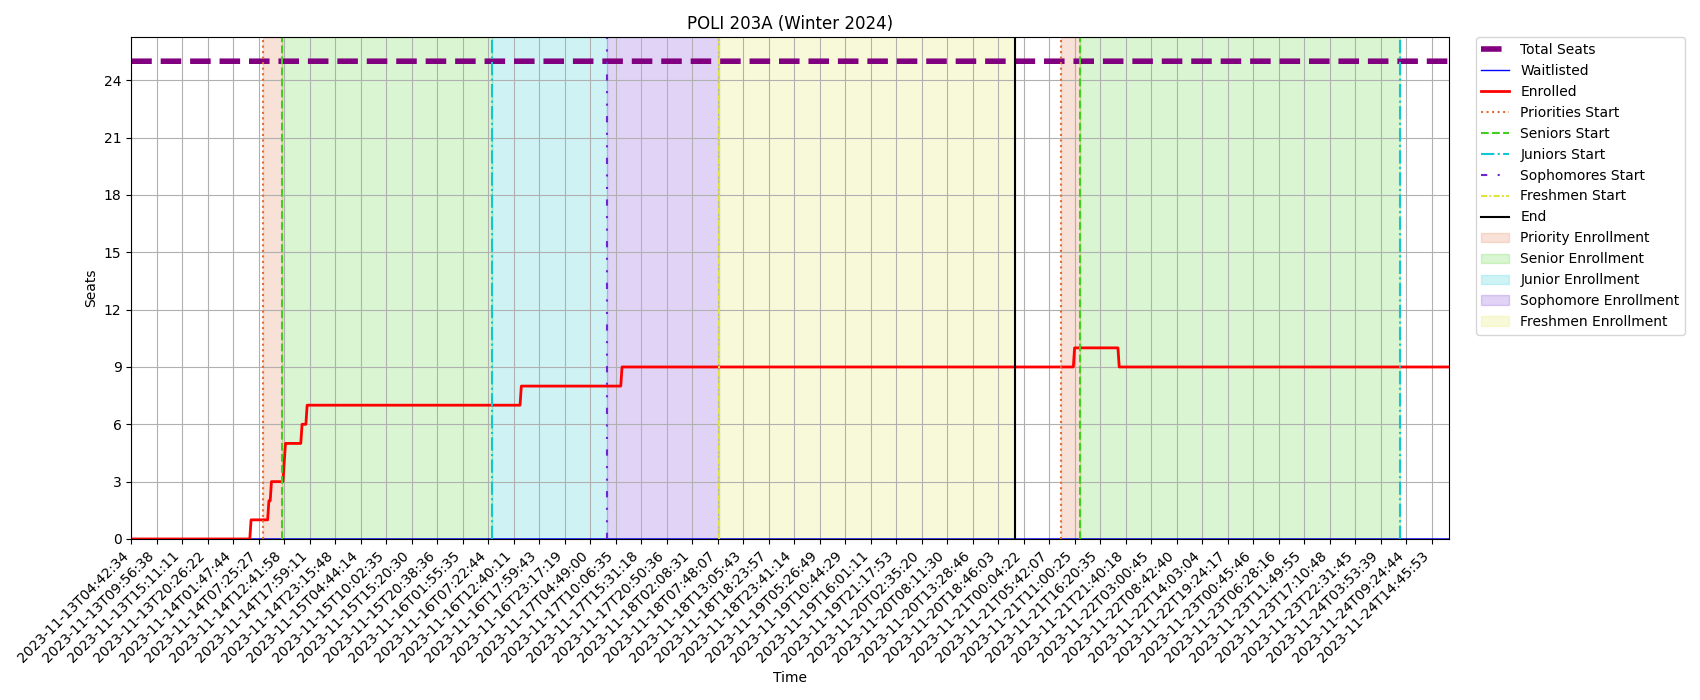 POLI 203A (Winter 2024)
Seats
24
21
18
15
12
9
6
3
0
Total Seats
Waitlisted
Enrolled
Priorities Start
Seniors Start
Juniors Start
Sophomores Start
Freshmen Start
End
Priority Enrollment
Senior Enrollment
Junior Enrollment
Sophomore Enrollment
Freshmen Enrollment
2023-11-13T04:42:34
2023-11-13T09:56:38
2023-11-13T15:11:11
2023-11-13T20:26:22
2023-11-14T01:47:44
2023-11-14T07:25:27
2023-11-14T12:41:58
2023-11-14T17:59:11
2023-11-14T23:15:48
2023-11-15T04:44:14
2023-11-15T10:02:35
2023-11-15T15:20:30
2023-11-15T20:38:36
2023-11-16T01:55:35
2023-11-16T07:22:44
2023-11-16T12:40:11
2023-11-16T17:59:43
2023-11-16T23:17:19
2023-11-17T04:49:00
2023-11-17T10:06:35
2023-11-17T15:31:18
2023-11-17T20:50:36
2023-11-18T02:08:31
2023-11-18T07:48:07
2023-11-18T13:05:43
2023-11-18T18:23:57
2023-11-18T23:41:14
2023-11-19T05:26:49
2023-11-19T10:44:29
2023-11-19T16:01:11
2023-11-19T21:17:53
2023-11-20T02:35:20
2023-11-20T08:11:30
2023-11-20T13:28:46
2023-11-20T18:46:03
2023-11-21T00:04:22
2023-11-21T05:42:07
2023-11-21T11:00:25
2023-11-21T16:20:35
2023-11-21T21:40:18
2023-11-22T03:00:45
2023-11-22T08:42:40
2023-11-22T14:03:04
2023-11-22T19:24:17
2023-11-23T00:45:46
2023-11-23T06:28:16
2023-11-23T11:49:55
2023-11-23T17:10:48
2023-11-23T22:31:45
2023-11-24T03:53:39
2023-11-24T09:24:44
2023-11-24T14:45:53
Time